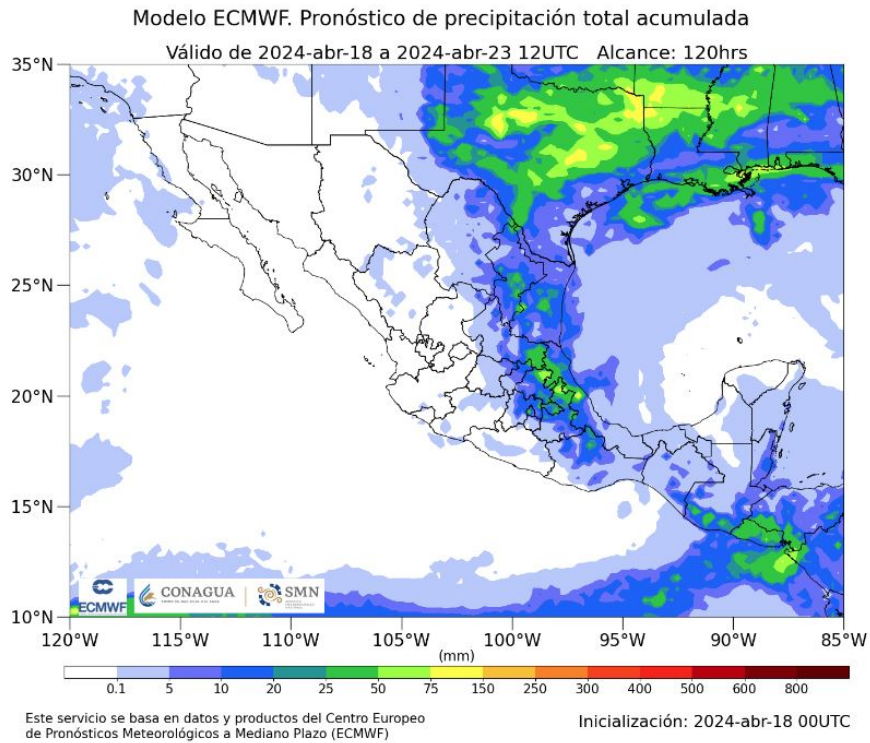 Modelo ECMWF. Pronóstico de precipitación total acumulada
Válido de 2024-abr-18 a 2024-abr-23 12UTC   Alcance: 120hrs
35°N
30°N
25°N
20°N
15°N
10°N
ECMWF
CONAGUA
SMN
120°W 115°W 110°W 105°W 100°W 95°W 90°W 85°W
(mm)
0.1 5 10 20 25 50 75 150 250 300 400 500 600 800
Este servicio se basa en datos y productos del Centro Europeo
de Pronósticos Meteorológicos a Mediano Plazo (ECMWF)
Inicialización: 2024-abr-18 00UTC